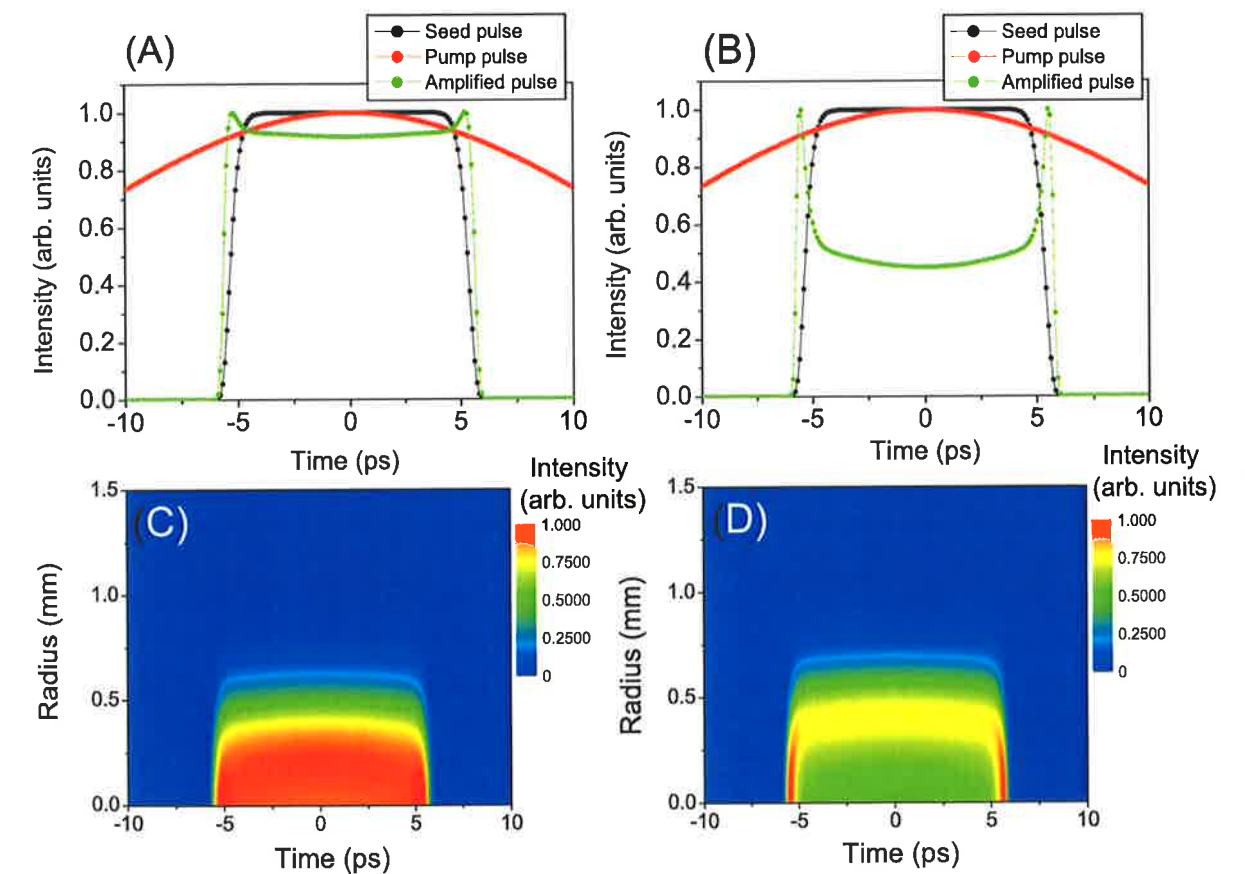 (A)
Seed pulse
Pump pulse
Amplified pulse
Intensity (arb. units)
1.0
0.8
0.6
0.4
0.2
0.0
-10 -5 0 5 10
Time (ps)
(B)
Seed pulse
Pump pulse
Amplified pulse
Intensity (arb. units)
1.0
0.8
0.6
0.4
0.2
0.0
-10 -5 0 5 10
Time (ps)
(C)
Intensity
(arb. units)
1.000
0.7500
0.5000
0.2500
0
Radius (mm)
1.5
1.0
0.5
0.0
-10 -5 0 5 10
Time (ps)
(D)
Intensity
(arb. units)
1.000
0.7500
0.5000
0.2500
0
Radius (mm)
1.5
1.0
0.5
0.0
-10 -5 0 5 10
Time (ps)